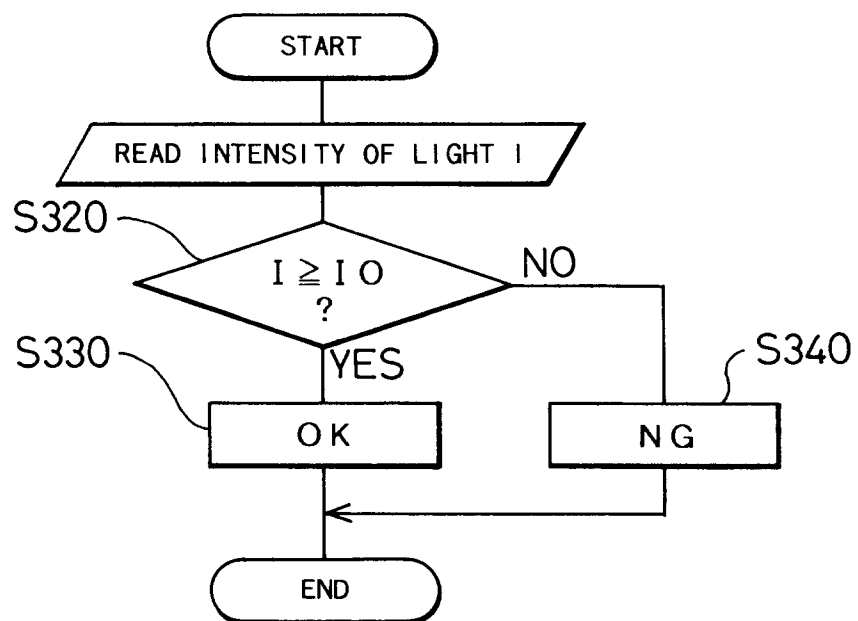 START
READ INTENSITY OF LIGHT I
S320
I ≧ I O
?
NO
YES
S330
OK
S340
NG
END